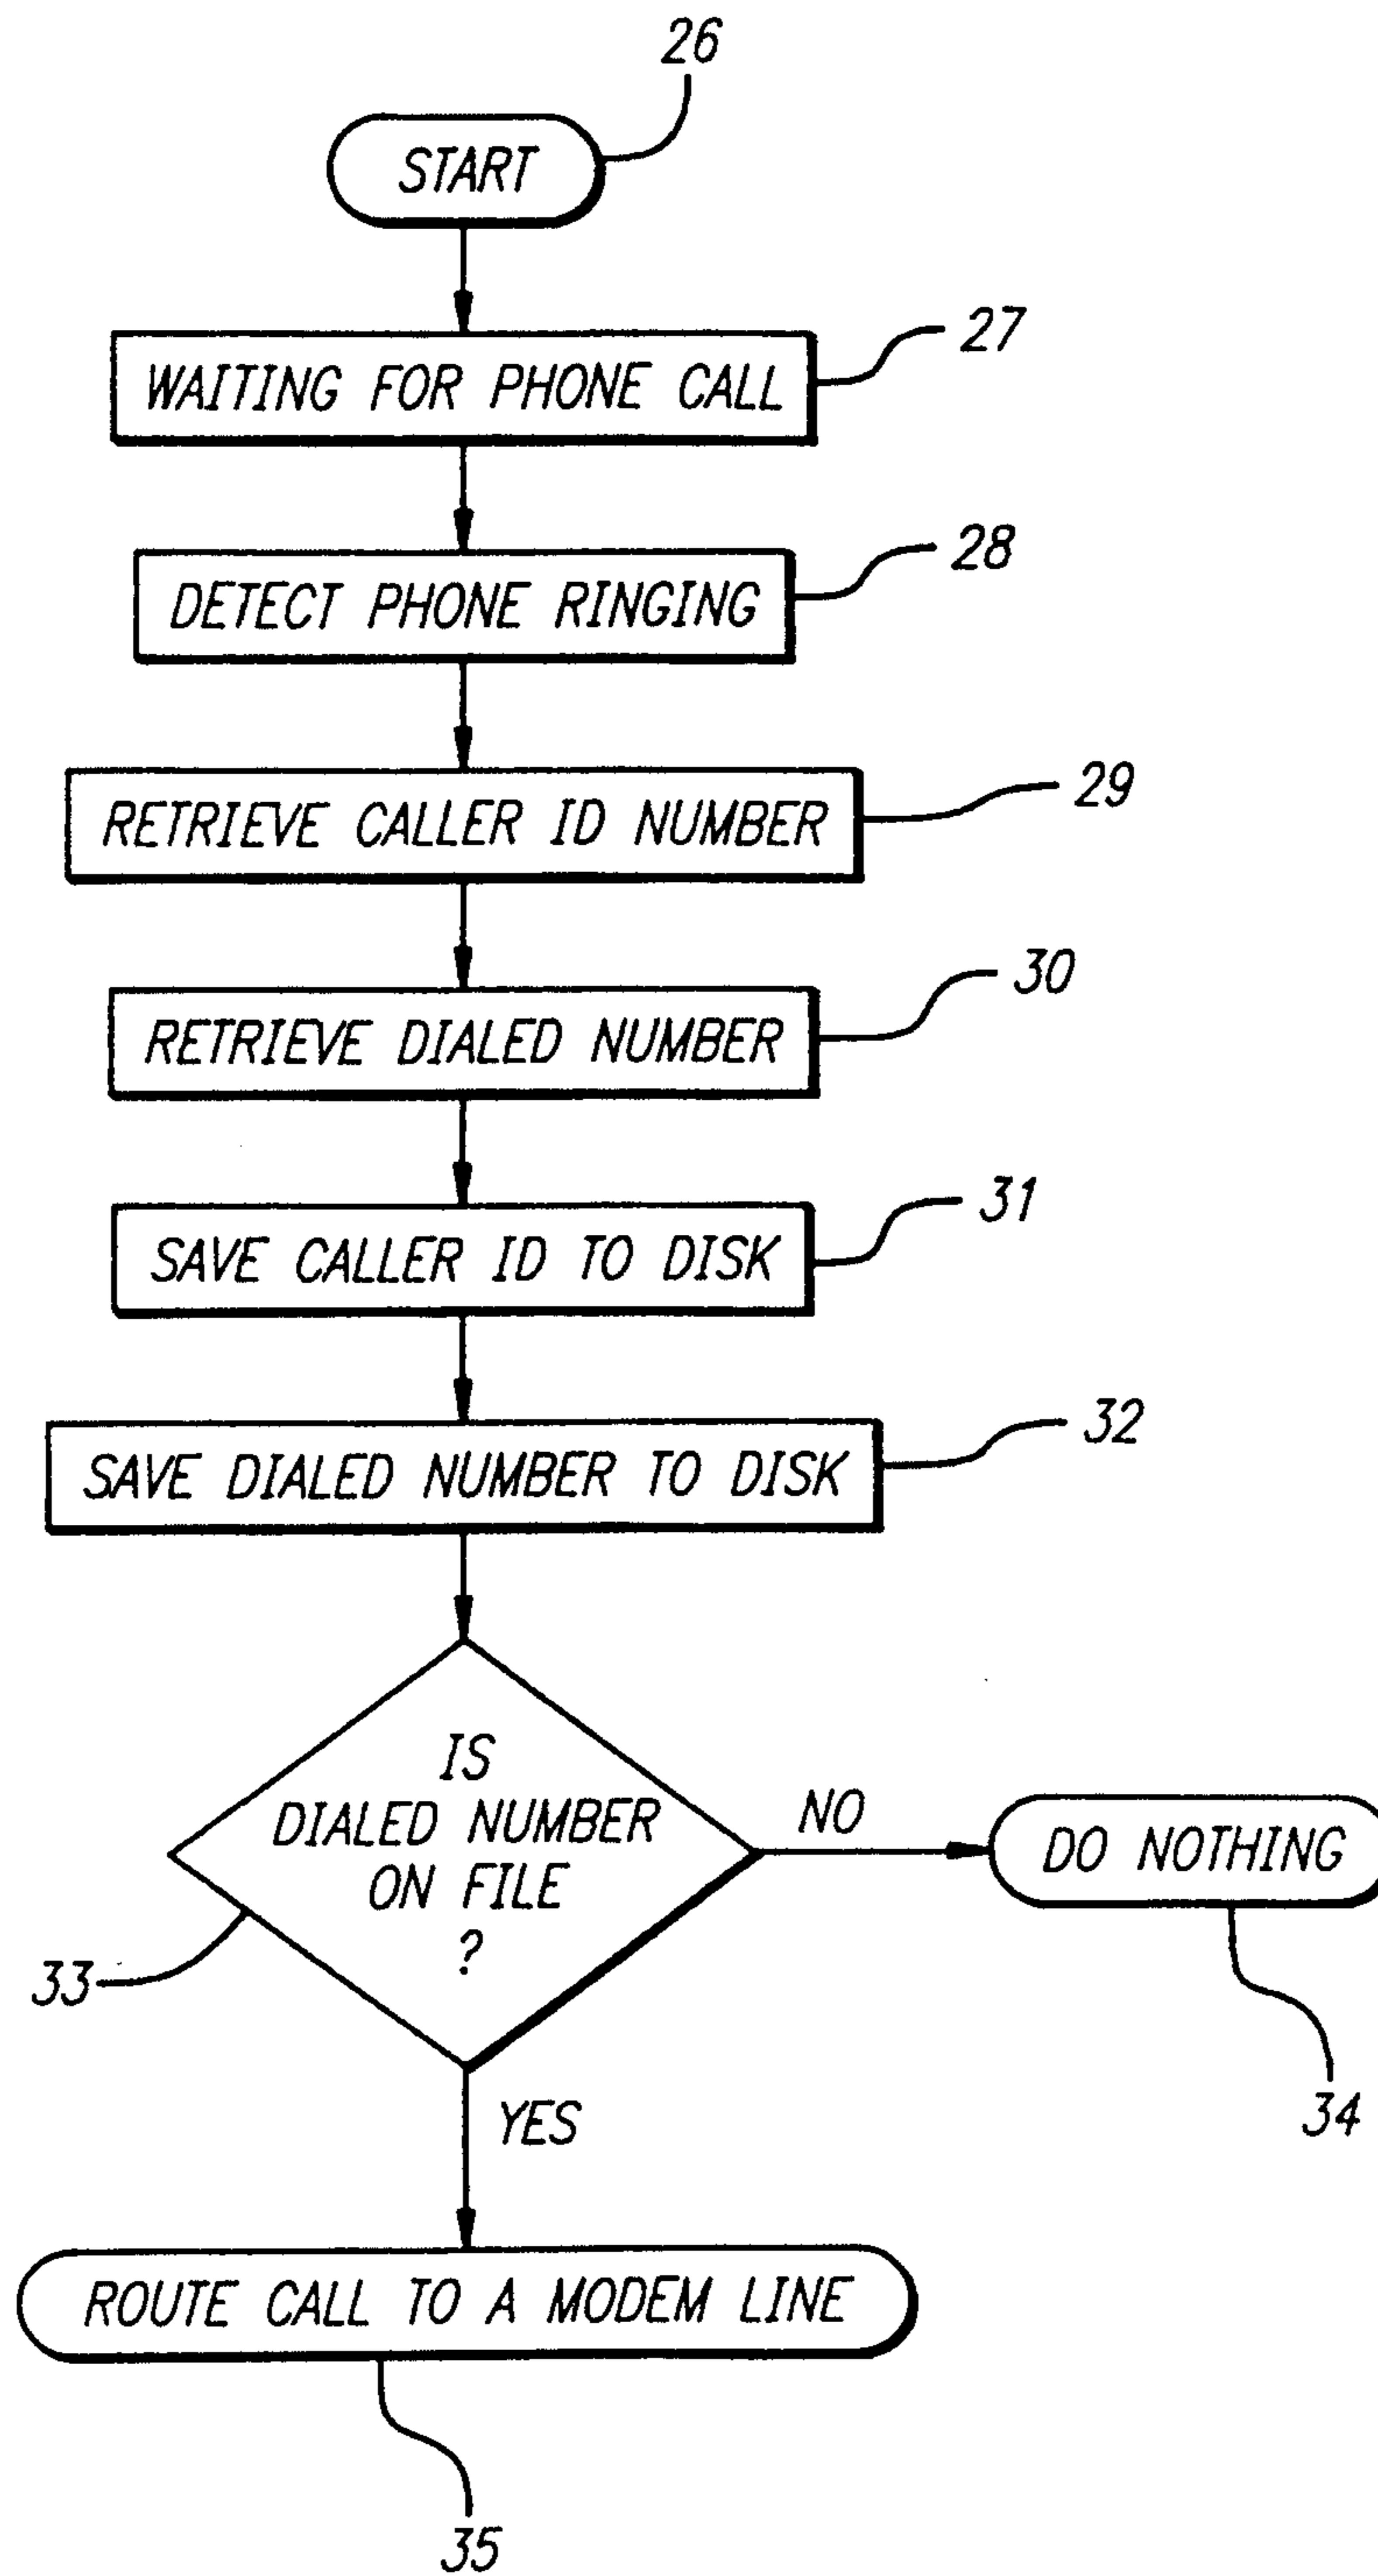 26
START
27
WAITING FOR PHONE CALL
28
DETECT PHONE RINGING
29
RETRIEVE CALLER ID NUMBER
30
RETRIEVE DIALED NUMBER
31
SAVE CALLER ID TO DISK
32
SAVE DIALED NUMBER TO DISK
IS
DIALED NUMBER
ON FILE
?
NO
DO NOTHING
33
34
YES
ROUTE CALL TO A MODEM LINE
35